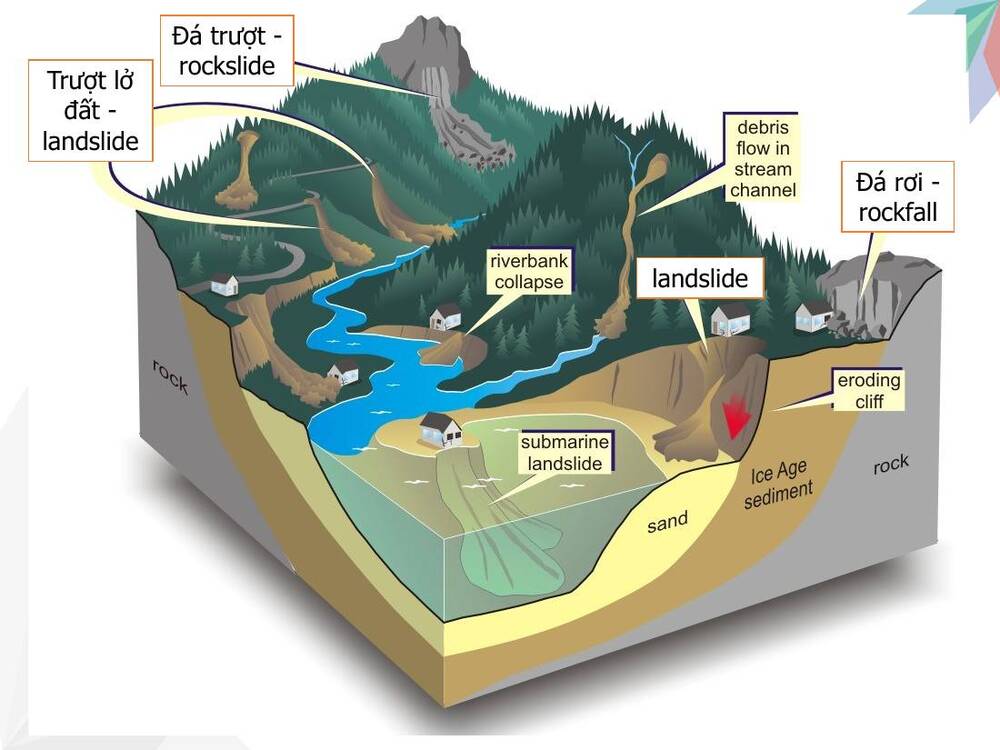 Đá trượt -
rockslide
Trượt lở
đất -
landslide
debris
flow in
stream
channel
Đá rơi -
rockfall
riverbank
collapse
landslide
rock
eroding
cliff
submarine
landslide
Ice Age
sediment
rock
sand